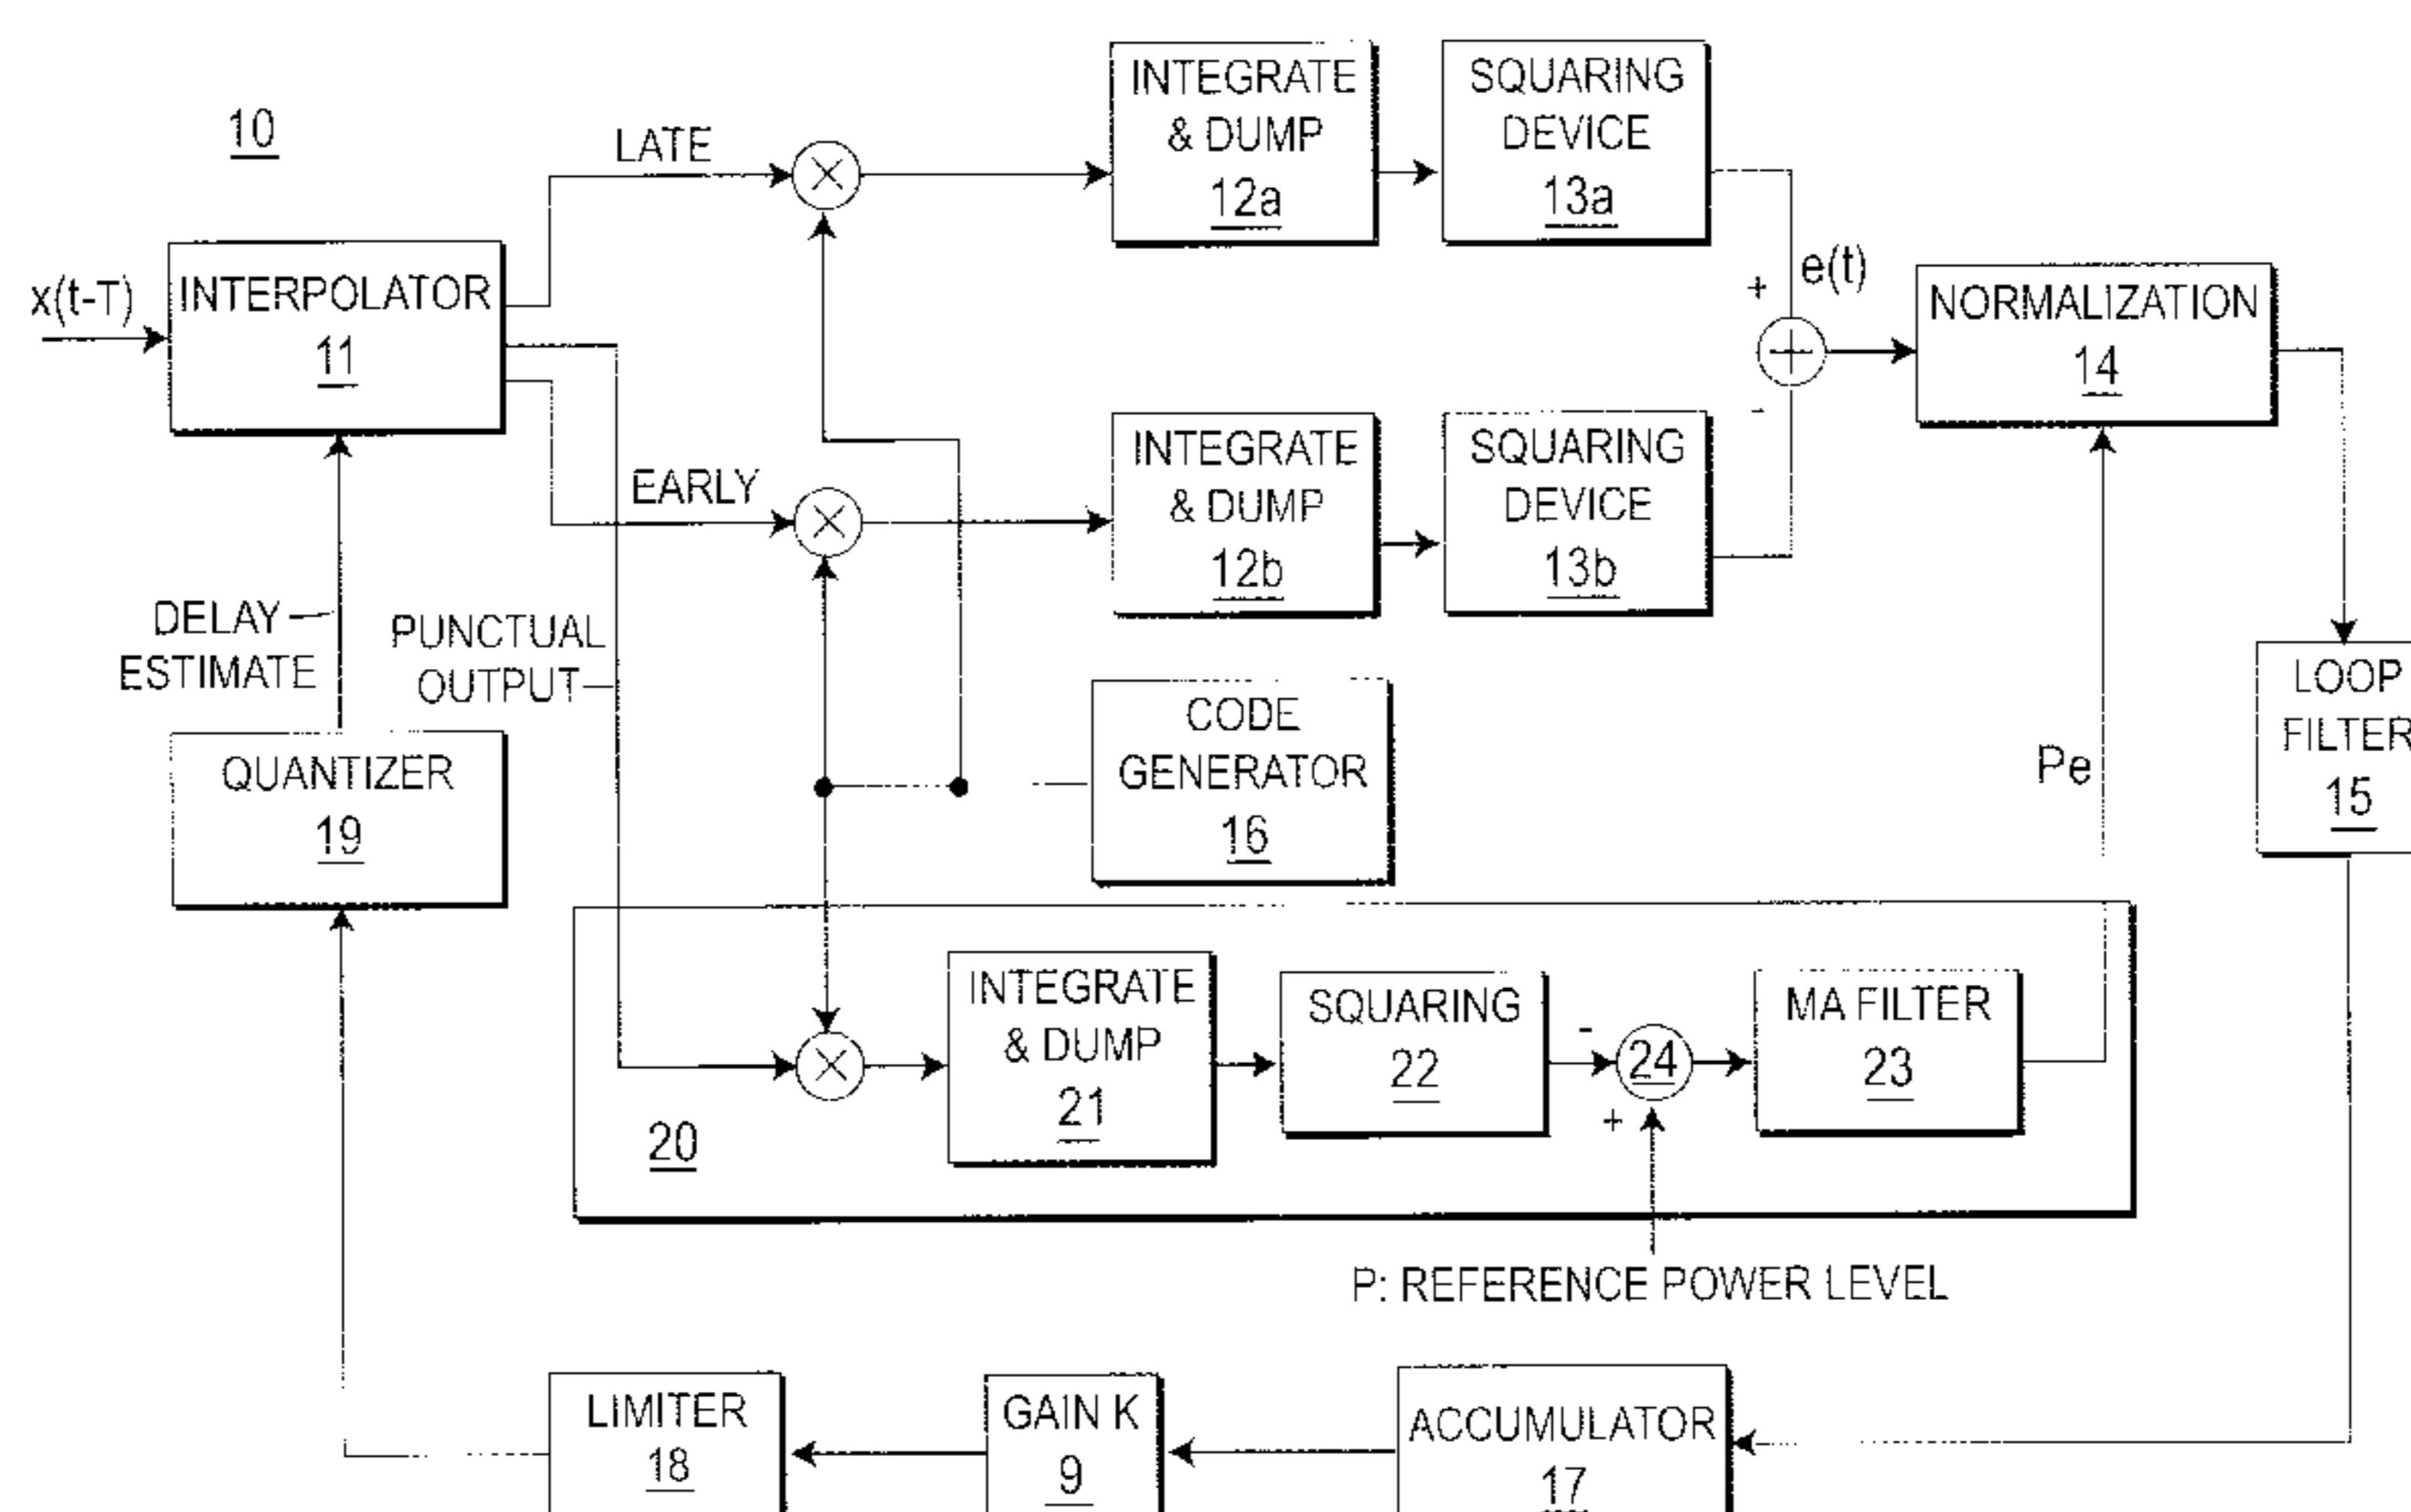 10
LATE
INTEGRATE
& DUMP
12a
SQUARING
DEVICE
13a
x(t-T)
INTERPOLATOR
11
+
e(t)
-
NORMALIZATION
14
EARLY
INTEGRATE
& DUMP
12b
SQUARING
DEVICE
13b
DELAY
ESTIMATE
PUNCTUAL
OUTPUT
CODE
GENERATOR
16
Pe
LOOP
FILTER
15
QUANTIZER
19
INTEGRATE
& DUMP
21
SQUARING
22
-
24
+
MA FILTER
23
20
P: REFERENCE POWER LEVEL
LIMITER
18
GAIN K
9
ACCUMULATOR
17